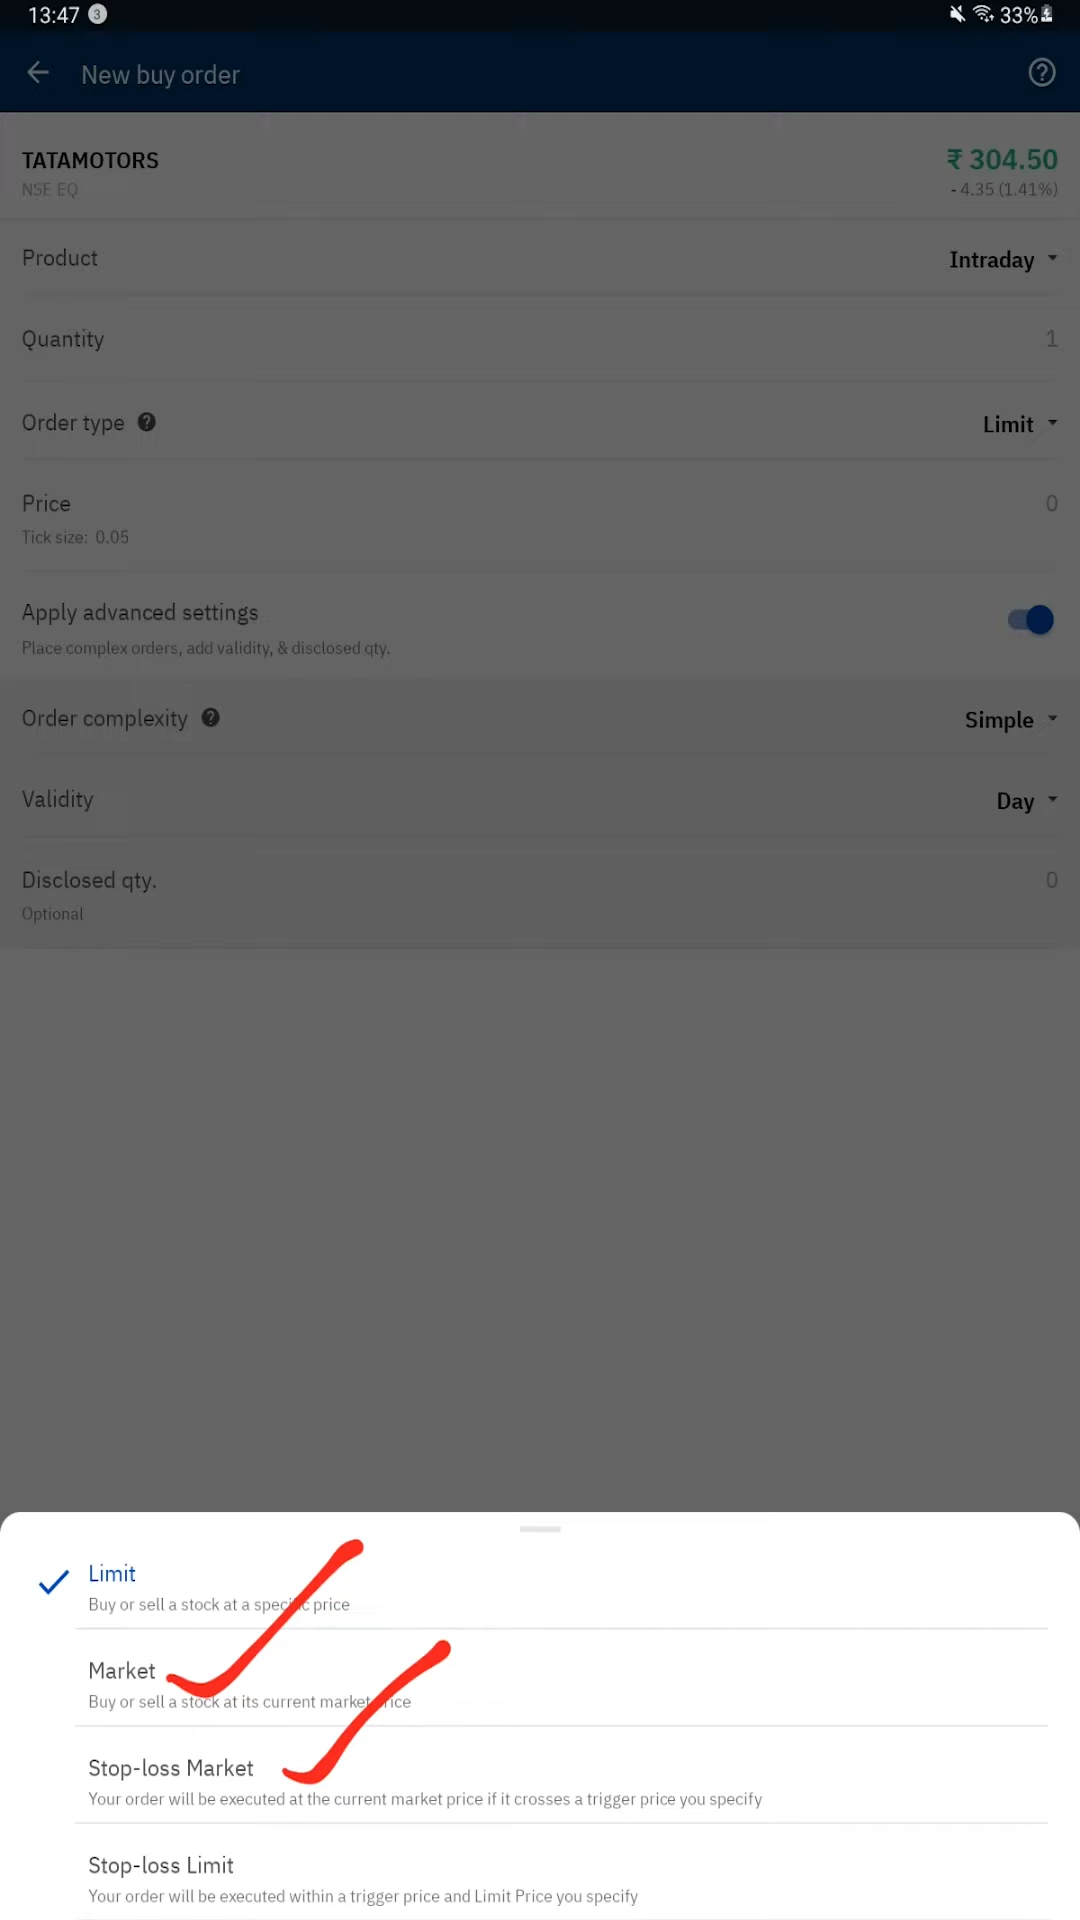 13:47 3 33%
New buy order
TATAMOTORS ₹ 304.50
NSE EQ - 4.35 (1.41%)
Product Intraday
Quantity 1
Order type ? Limit
Price 0
Tick size: 0.05
Apply advanced settings
Place complex orders, add validity, & disclosed qty.
Order complexity ? Simple
Validity Day
Disclosed qty. 0
Optional
Limit
Buy or sell a stock at a specific price
Market
Buy or sell a stock at its current market price
Stop-loss Market
Your order will be executed at the current market price if it crosses a trigger price you specify
Stop-loss Limit
Your order will be executed within a trigger price and Limit Price you specify